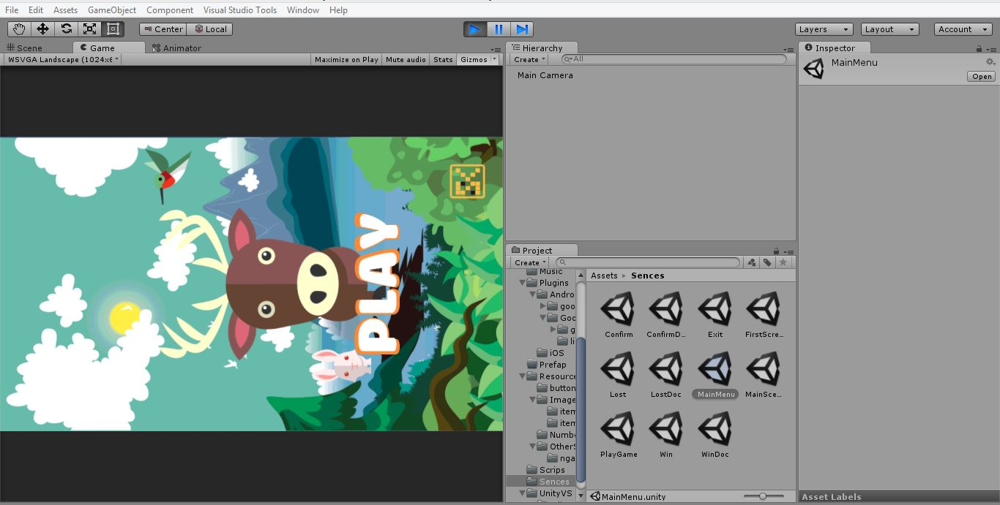 File Edit Assets GameObject Component Visual Studio Tools Window Help
Center Local Layers Layout Account
Scene Game Animator
WSVGA Landscape (1024x6 Maximize on Play Mute audio Stats Gizmos
PLAY
Hierarchy
Create All
Main Camera
Project
Create
Music
Plugins
Andro
goo
Goo
g
li
iOS
Prefap
Resource
button
Image
item
item
Numbe
OtherS
nga
Scrips
Sences
UnityVS
Assets Sences
Confirm ConfirmD... Exit FirstScre...
Lost LostDoc MainMenu MainSce...
PlayGame Win WinDoc
MainMenu.unity
Inspector
MainMenu
Open
Asset Labels